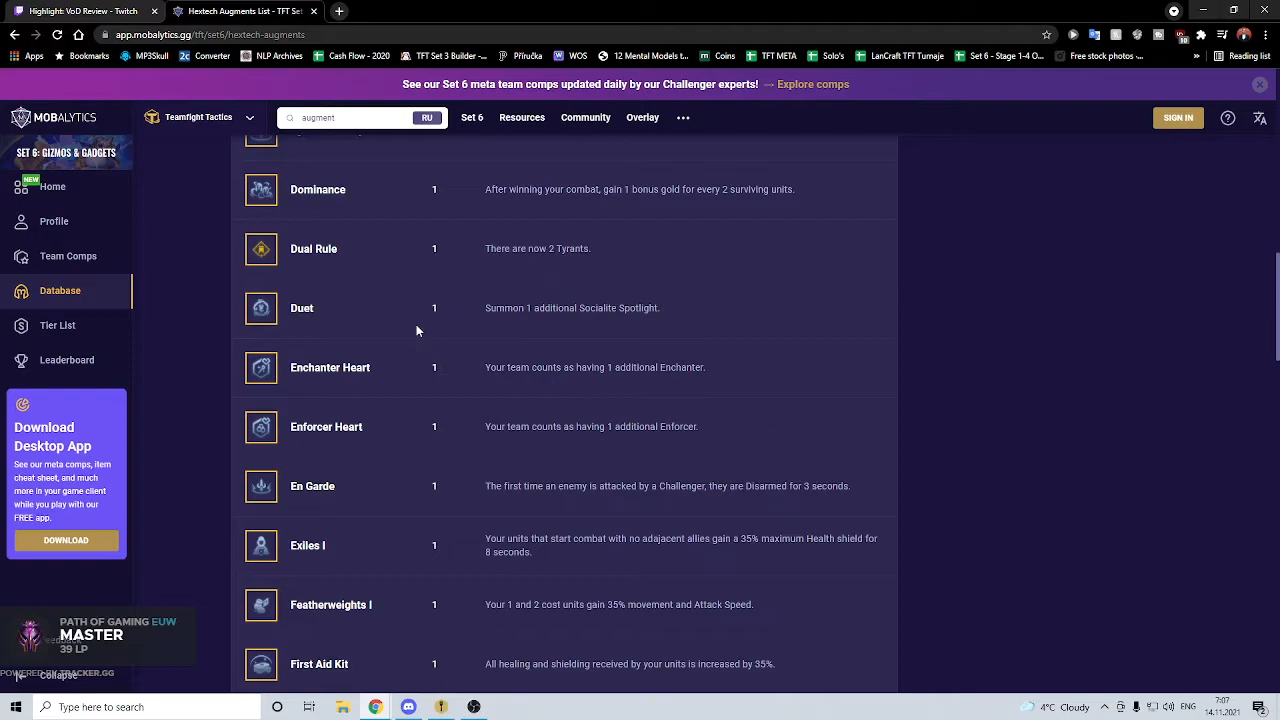 Highlight VoD Review - Twitch
Hextech Augments List - TFT Set
app.mobalytics.gg/tft/set6/hextech-augments
Apps
Bookmarks
MP3Skull
Converter
NLP Archives
Cash Flow - 2020
TFT Set 3 Builder -...
Příručka
WOS
12 Mental Models t...
Coins
TFT META
Solo's
LanCraft TFT Turnaje
Set 6 - Stage 1-4 O...
Free stock photos -...
Reading list
See our Set 6 meta team comps updated daily by our Challenger experts! — Explore comps
MOBALYTICS
Teamfight Tactics
augment
RU
Set 6
Resources
Community
Overlay
SIGN IN
SET 6: GIZMOS & GADGETS
NEW
Home
Profile
Team Comps
Database
Tier List
Leaderboard
Download
Desktop App
See our meta comps, item
cheat sheet, and much
more in your game client
while you play with our
FREE app.
DOWNLOAD
Dominance 1 After winning your combat, gain 1 bonus gold for every 2 surviving units.
Dual Rule 1 There are now 2 Tyrants.
Duet 1 Summon 1 additional Socialite Spotlight.
Enchanter Heart 1 Your team counts as having 1 additional Enchanter.
Enforcer Heart 1 Your team counts as having 1 additional Enforcer.
En Garde 1 The first time an enemy is attacked by a Challenger, they are Disarmed for 3 seconds.
Exiles I 1 Your units that start combat with no adajacent allies gain a 35% maximum Health shield for
8 seconds.
Featherweights I 1 Your 1 and 2 cost units gain 35% movement and Attack Speed.
First Aid Kit 1 All healing and shielding received by your units is increased by 35%.
PATH OF GAMING EUW
MASTER
39 LP
POWERED BY TRACKER.GG
Collapse
Type here to search
7°C Cloudy
ENG
7:07
14.11.2021
2